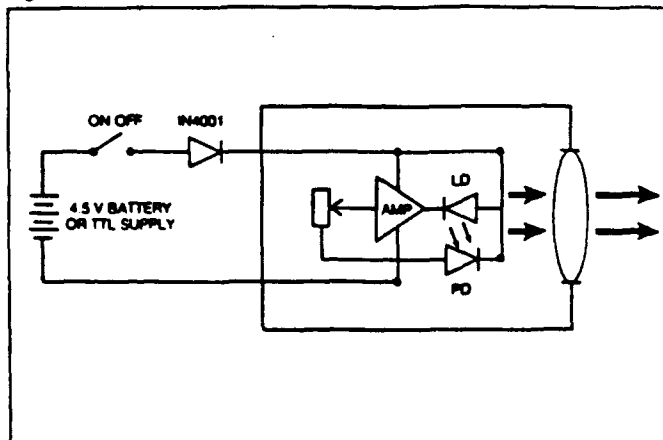 ON OFF
1N4001
4.5 V BATTERY
OR TTL SUPPLY
AMP
LD
PD